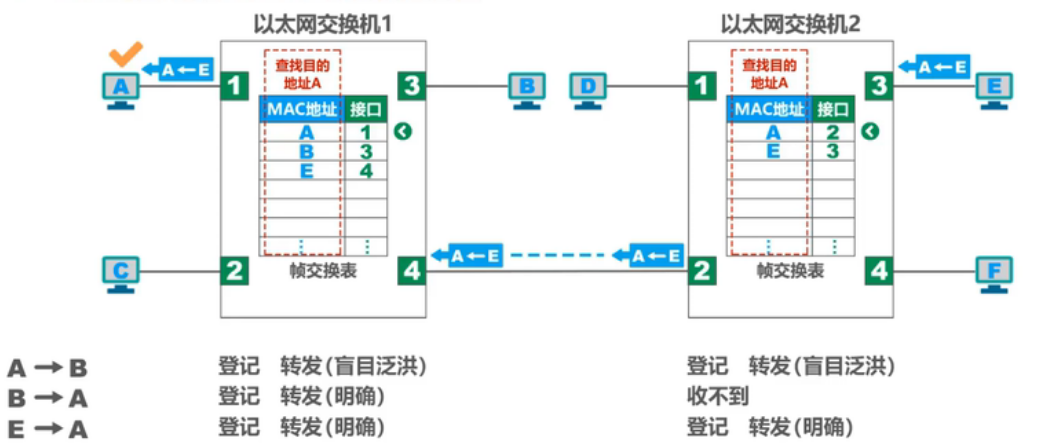 以太网交换机1
以太网交换机2
A←E
查找目的
地址A
查找目的
地址A
A←E
A
1
3
B
D
1
3
E
MAC地址 接口
MAC地址 接口
A 1
A 2
B 3
E 3
E 4
A←E
A←E
C
2
帧交换表
4
2
帧交换表
4
F
A→B 登记 转发(盲目泛洪) 登记 转发(盲目泛洪)
B→A 登记 转发(明确) 收不到
E→A 登记 转发(明确) 登记 转发(明确)